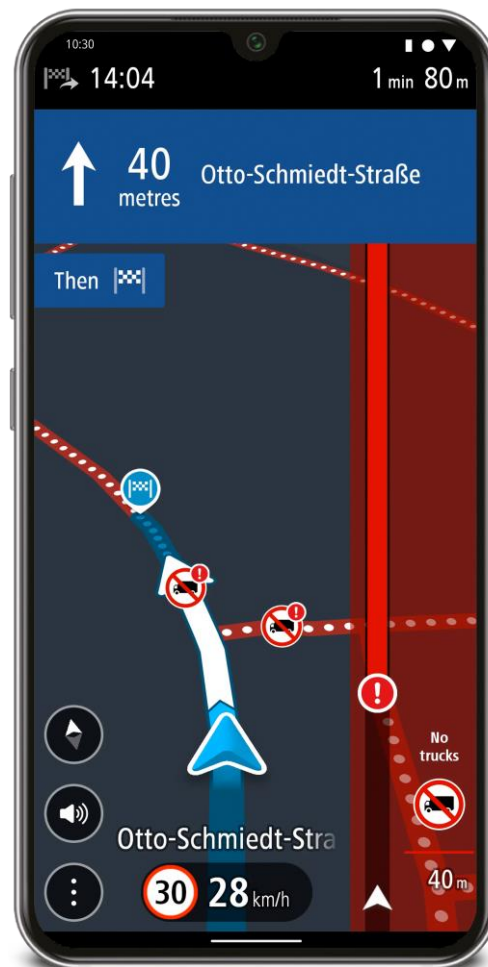 10:30
14:04
1 min 80 m
40
metres
Otto-Schmiedt-Straße
Then
!
!
!
No
trucks
Otto-Schmiedt-Stra
40 m
30 28 km/h